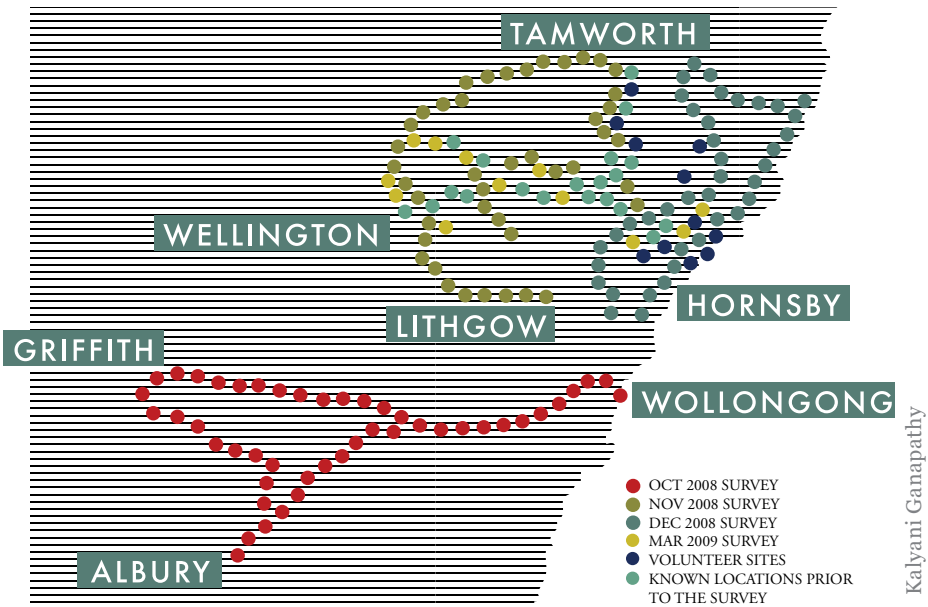 TAMWORTH
WELLINGTON
HORNSBY
LITHGOW
GRIFFITH
WOLLONGONG
ALBURY
OCT 2008 SURVEY
NOV 2008 SURVEY
DEC 2008 SURVEY
MAR 2009 SURVEY
VOLUNTEER SITES
KNOWN LOCATIONS PRIOR
TO THE SURVEY
Kalyani Ganapathy